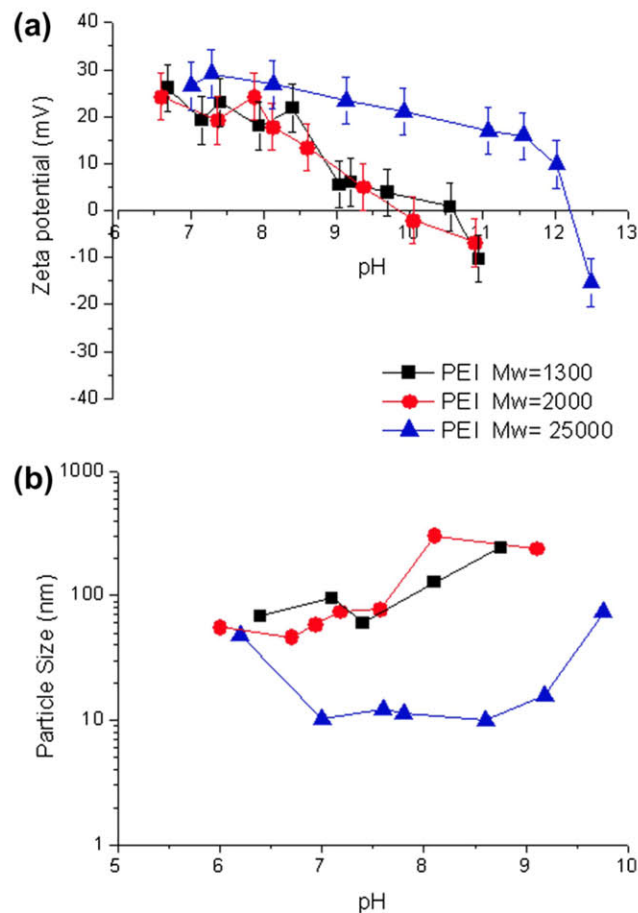 (a)
40
30
20
10
0
-10
-20
-30
-40
Zeta potential (mV)
6 7 8 9 10 11 12 13
pH
PEI Mw=1300
PEI Mw=2000
PEI Mw= 25000
(b)
1000
100
10
1
Particle Size (nm)
5 6 7 8 9 10
pH